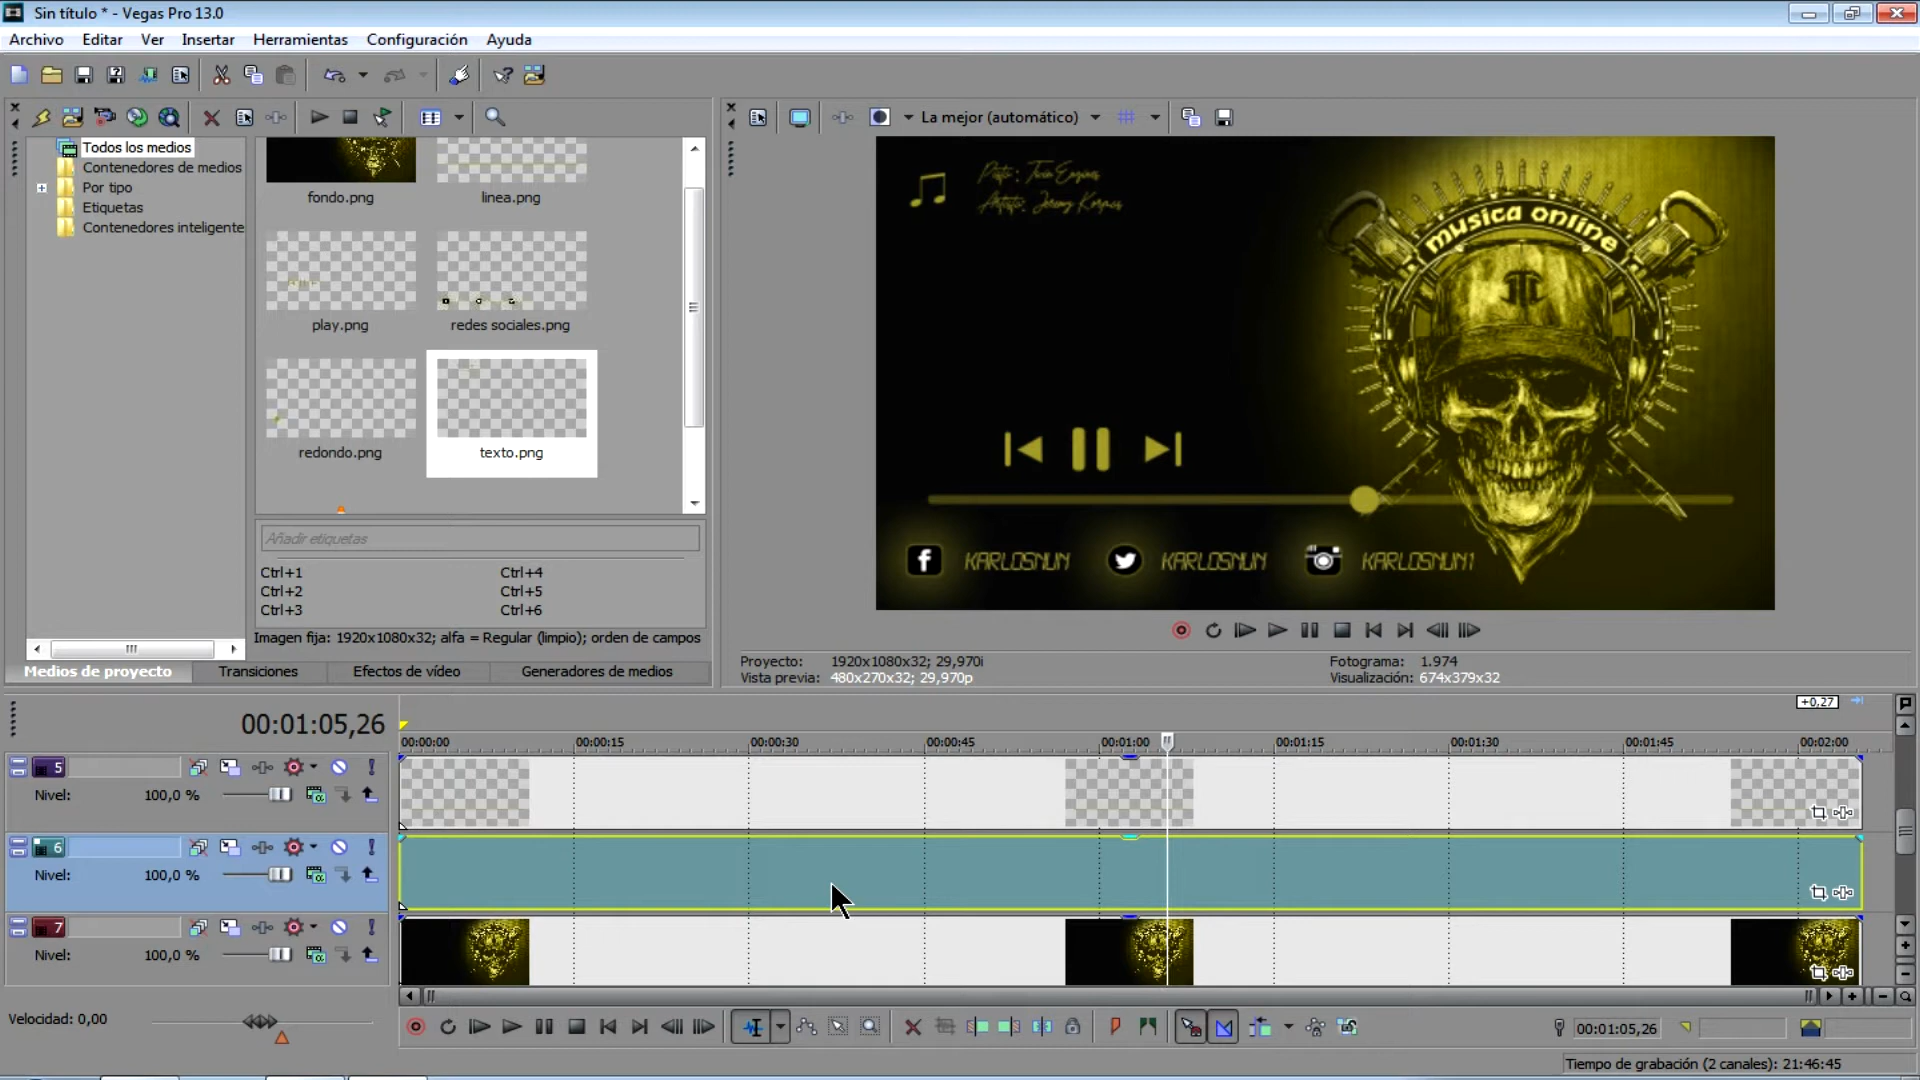 Sin título * - Vegas Pro 13.0
Archivo Editar Ver Insertar Herramientas Configuración Ayuda
La mejor (automático)
Todos los medios
Contenedores de medios
Por tipo
Etiquetas
Contenedores inteligente
fondo.png
linea.png
play.png
redes sociales.png
redondo.png
texto.png
Añadir etiquetas
Ctrl+1 Ctrl+4
Ctrl+2 Ctrl+5
Ctrl+3 Ctrl+6
Imagen fija: 1920x1080x32; alfa = Regular (limpio); orden de campos
Medios de proyecto Transiciones Efectos de vídeo Generadores de medios
musica online
KARLOSNUN KARLOSNUN KARLOSNUN1
Proyecto: 1920x1080x32; 29,970i
Vista previa: 480x270x32; 29,970p
Fotograma: 1.974
Visualización: 674x379x32
+0,27
00:01:05,26
00:00:00 00:00:15 00:00:30 00:00:45 00:01:00 00:01:15 00:01:30 00:01:45 00:02:00
5
Nivel: 100,0 %
6
Nivel: 100,0 %
7
Nivel: 100,0 %
Velocidad: 0,00
00:01:05,26
Tiempo de grabación (2 canales): 21:46:45